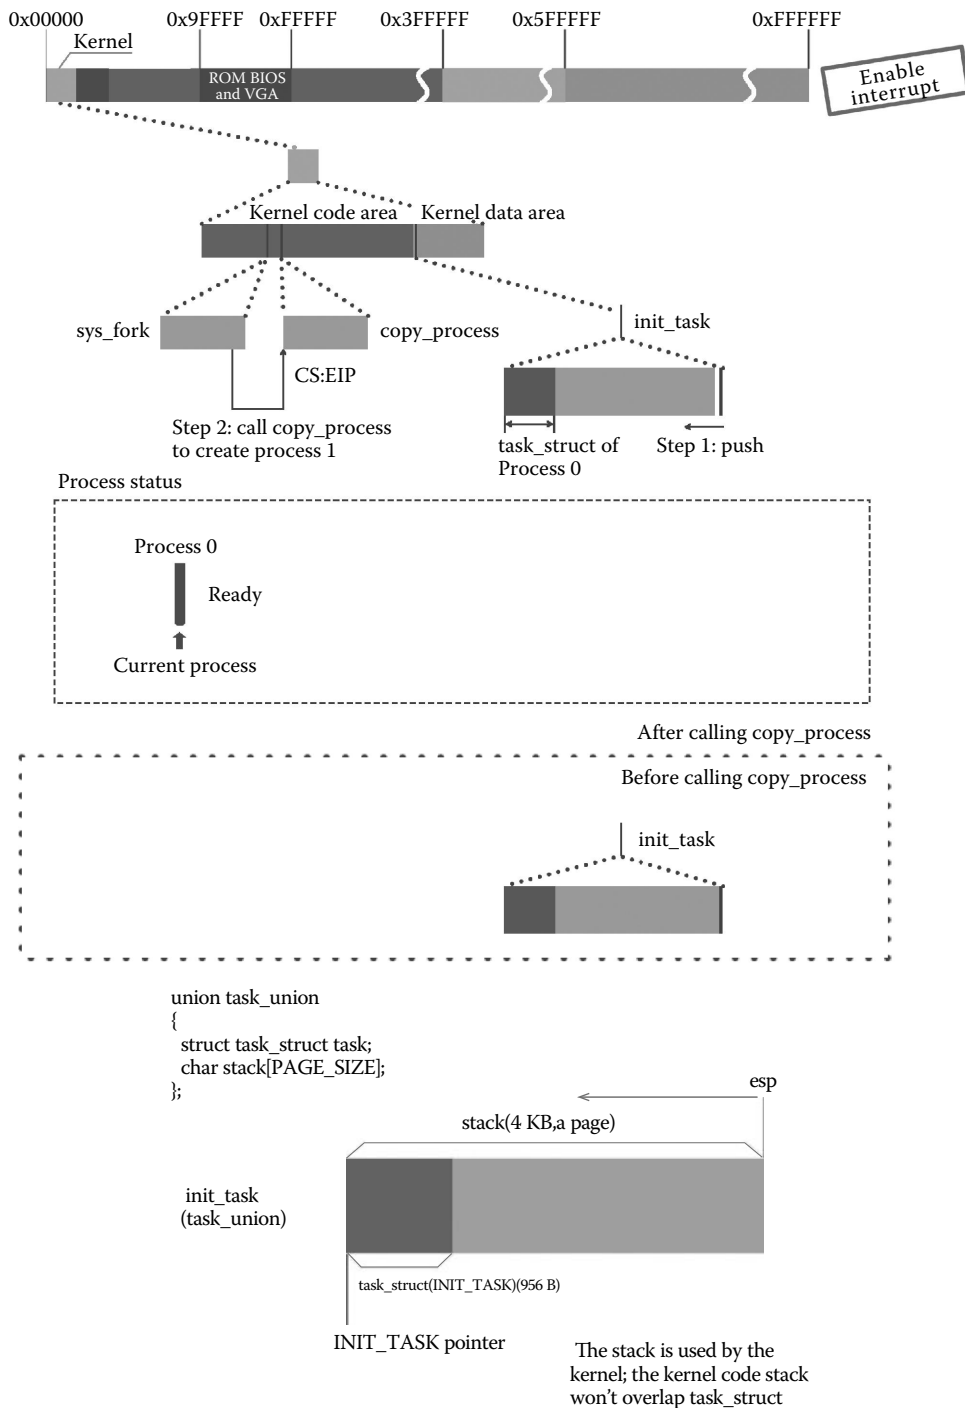 0x00000 0x9FFFF 0xFFFFF 0x3FFFFF 0x5FFFFF 0xFFFFFF
Kernel
ROM BIOS
and VGA
Enable
interrupt
Kernel code area Kernel data area
sys_fork copy_process init_task
CS:EIP
Step 2: call copy_process
to create process 1
task_struct of
Process 0
Step 1: push
Process status
Process 0
Ready
Current process
After calling copy_process
Before calling copy_process
init_task
union task_union
{
struct task_struct task;
char stack[PAGE_SIZE];
};
esp
stack(4 KB,a page)
init_task
(task_union)
task_struct(INIT_TASK)(956 B)
INIT_TASK pointer
The stack is used by the
kernel; the kernel code stack
won't overlap task_struct